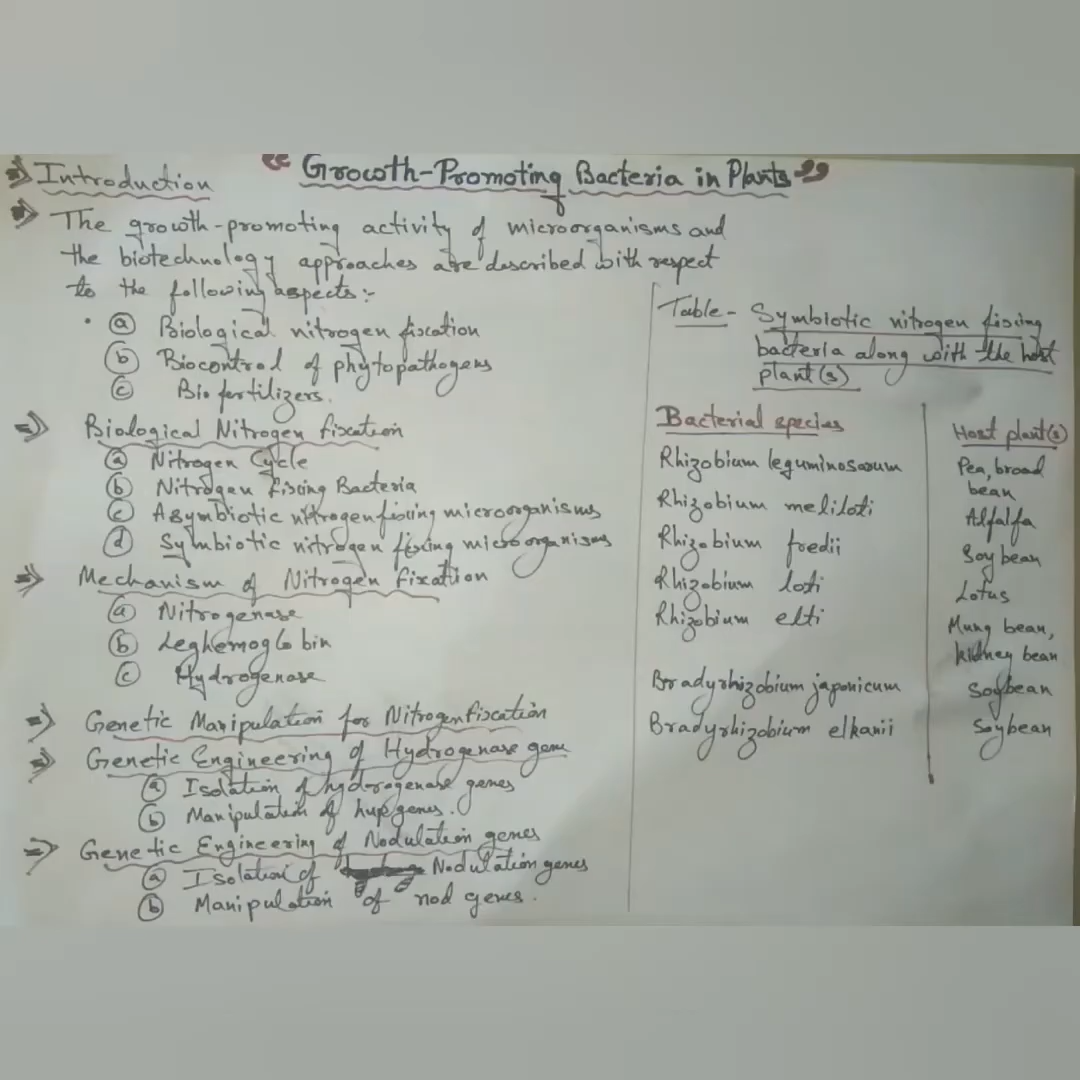 "Growth-Promoting Bacteria in Plants"
⇒ Introduction
⇒ The growth-promoting activity of microorganisms and
the biotechnology approaches are described with respect
to the following aspects:-
(a) Biological nitrogen fixation
(b) Biocontrol of phytopathogens
(c) Bio fertilizers.
⇒ Biological Nitrogen fixation
(a) Nitrogen Cycle
(b) Nitrogen fixing Bacteria
(c) Asymbiotic nitrogen fixing microorganisms
(d) Symbiotic nitrogen fixing microorganisms
⇒ Mechanism of Nitrogen fixation
(a) Nitrogenase
(b) Leghemoglobin
(c) Hydrogenase
⇒ Genetic Manipulation for Nitrogen fixation
⇒ Genetic Engineering of Hydrogenase gene
(a) Isolation of hydrogenase genes
(b) Manipulation of hup genes.
⇒ Genetic Engineering of Nodulation genes
(a) Isolation of Nodulation genes
(b) Manipulation of nod genes.
Table- Symbiotic nitrogen fixing
bacteria along with the host
plant(s)
Bacterial species Host plant(s)
Rhizobium leguminosarum Pea, broad
bean
Rhizobium meliloti Alfalfa
Rhizobium fredii Soybean
Rhizobium loti Lotus
Rhizobium elti Mung bean,
kidney bean
Bradyrhizobium japonicum Soybean
Bradyrhizobium elkanii Soybean